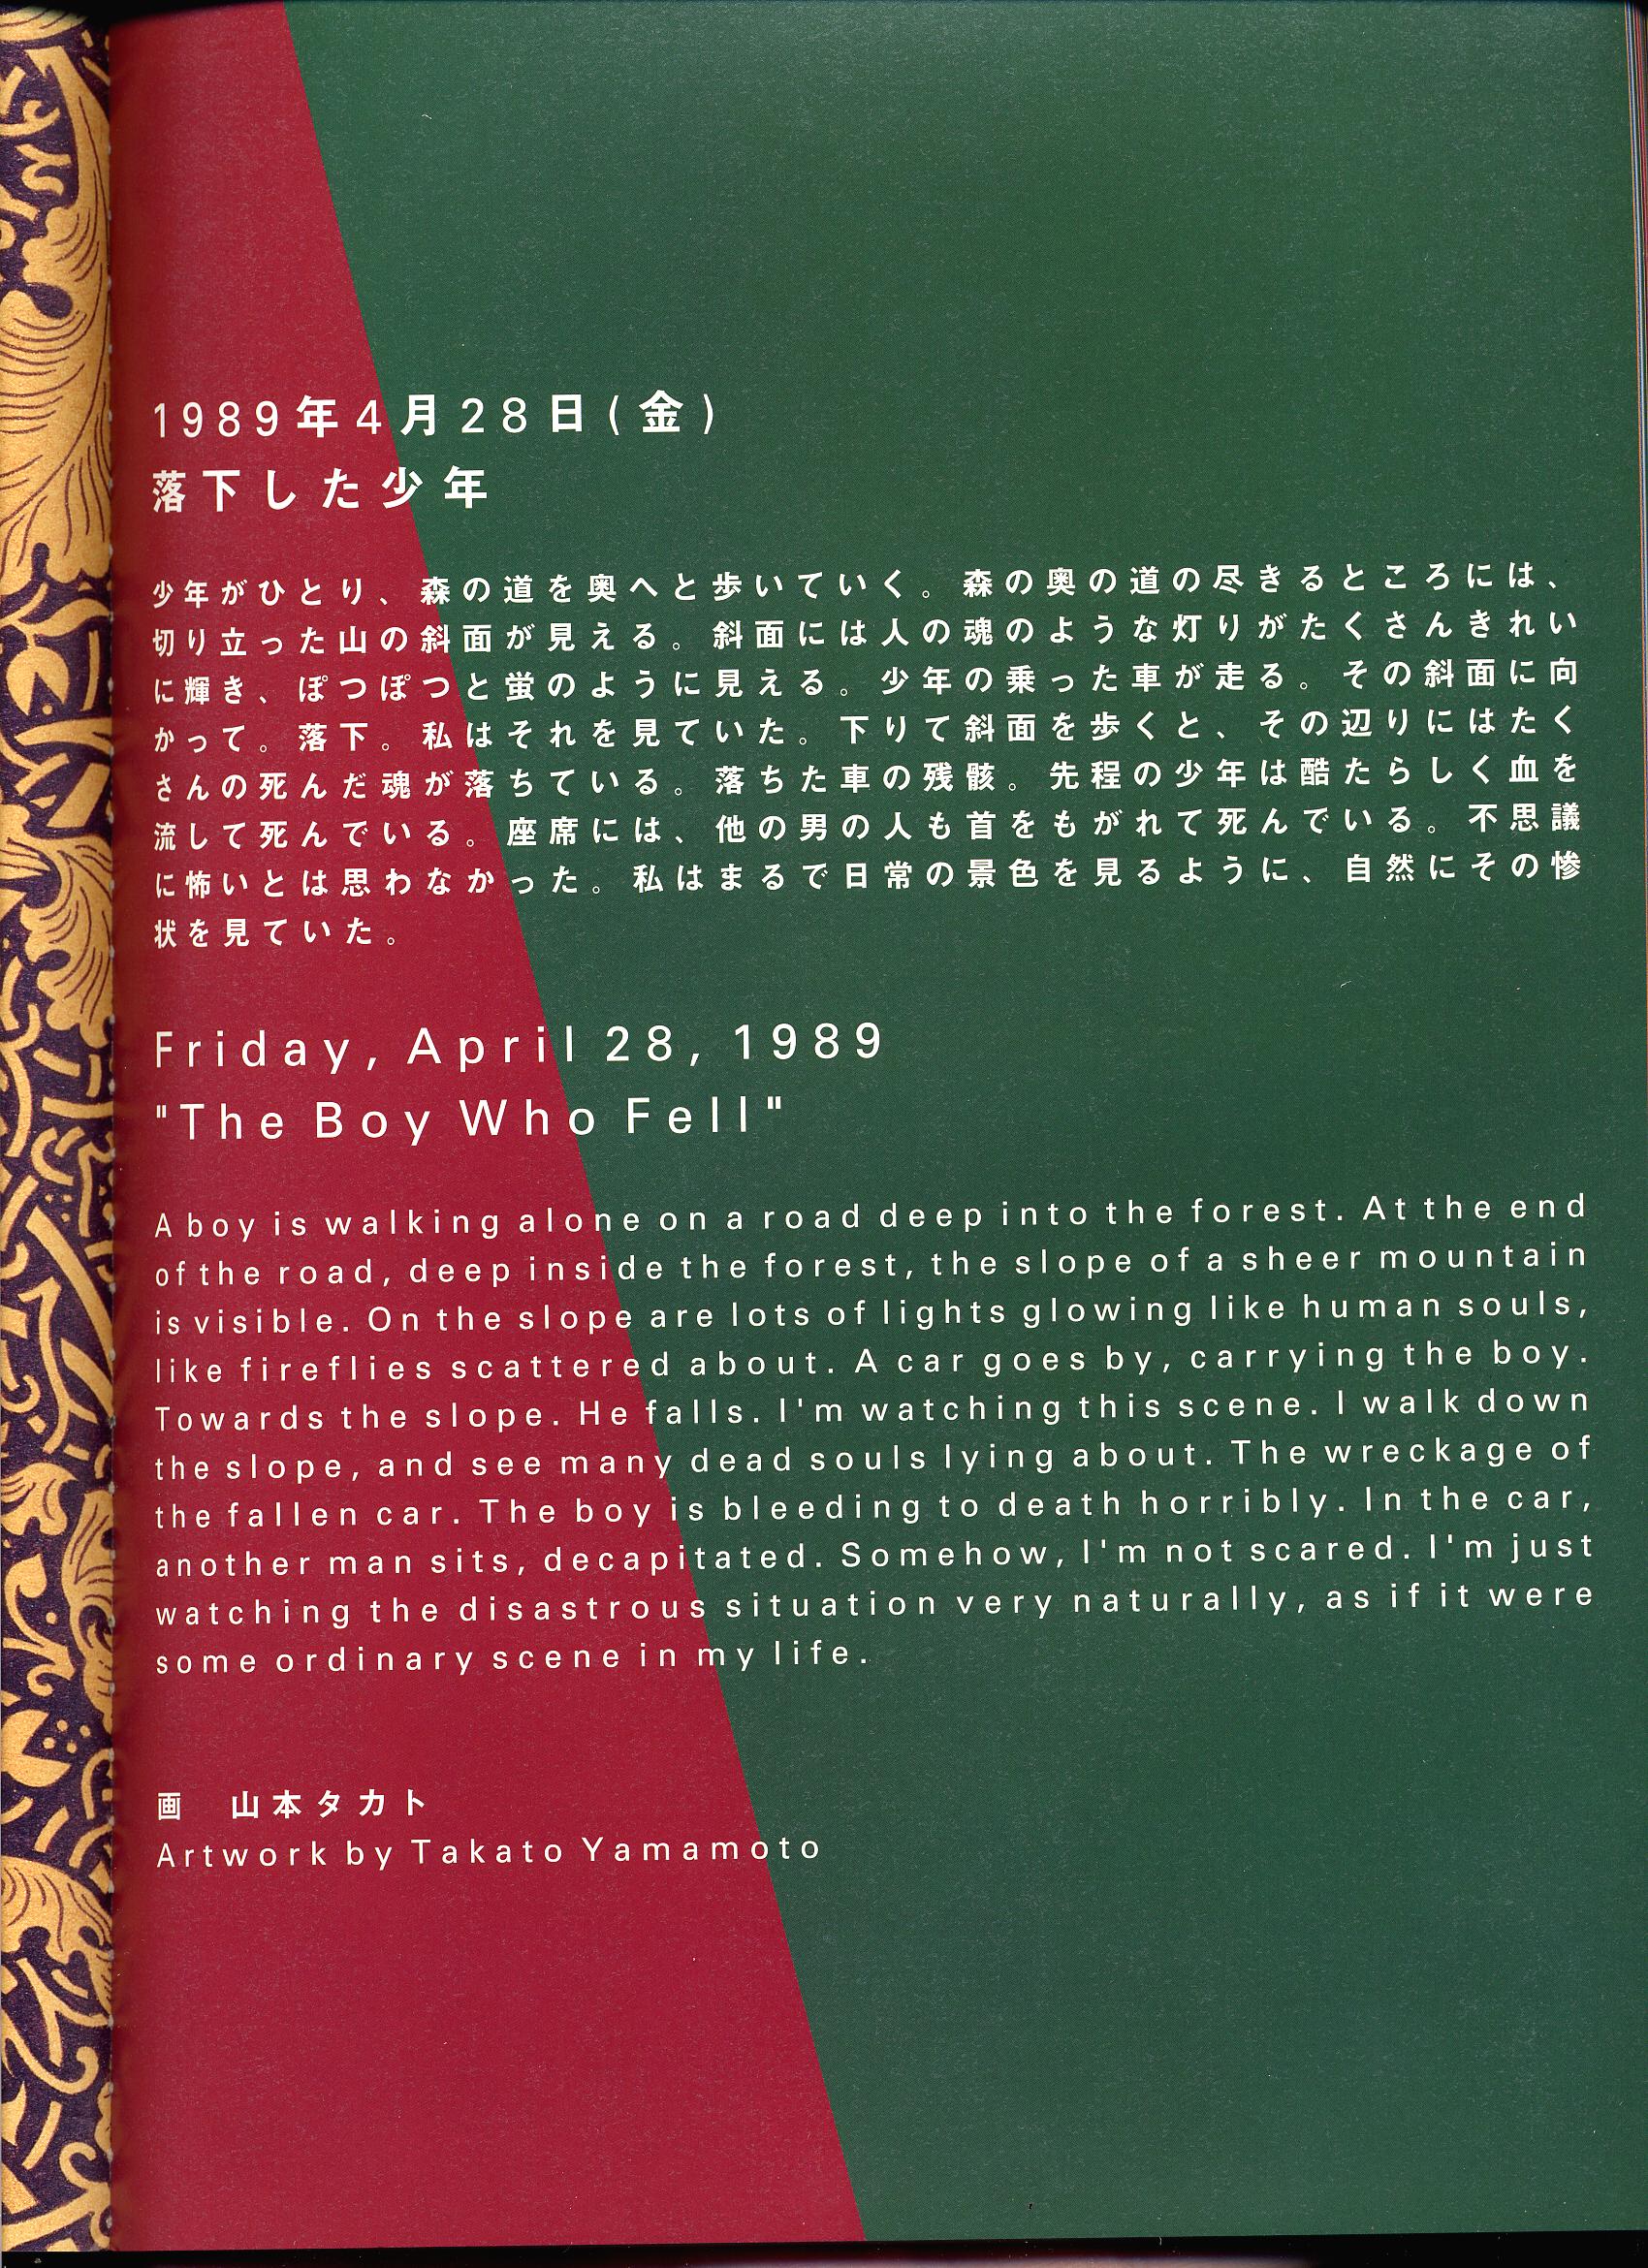 1989年4月28日(金)
落下した少年
少年がひとり、森の道を奥へと歩いていく。森の奥の道の尽きるところには、
切り立った山の斜面が見える。斜面には人の魂のような灯りがたくさんきれい
に輝き、ぽつぽつと蛍のように見える。少年の乗った車が走る。その斜面に向
かって。落下。私はそれを見ていた。下りて斜面を歩くと、その辺りにはたく
さんの死んだ魂が落ちている。落ちた車の残骸。先程の少年は酷たらしく血を
流して死んでいる。座席には、他の男の人も首をもがれて死んでいる。不思議
に怖いとは思わなかった。私はまるで日常の景色を見るように、自然にその惨
状を見ていた。
Friday, April 28, 1989
"The Boy Who Fell"
A boy is walking alone on a road deep into the forest. At the end
of the road, deep inside the forest, the slope of a sheer mountain
is visible. On the slope are lots of lights glowing like human souls,
like fireflies scattered about. A car goes by, carrying the boy.
Towards the slope. He falls. I'm watching this scene. I walk down
the slope, and see many dead souls lying about. The wreckage of
the fallen car. The boy is bleeding to death horribly. In the car,
another man sits, decapitated. Somehow, I'm not scared. I'm just
watching the disastrous situation very naturally, as if it were
some ordinary scene in my life.
画　山本タカト
Artwork by Takato Yamamoto